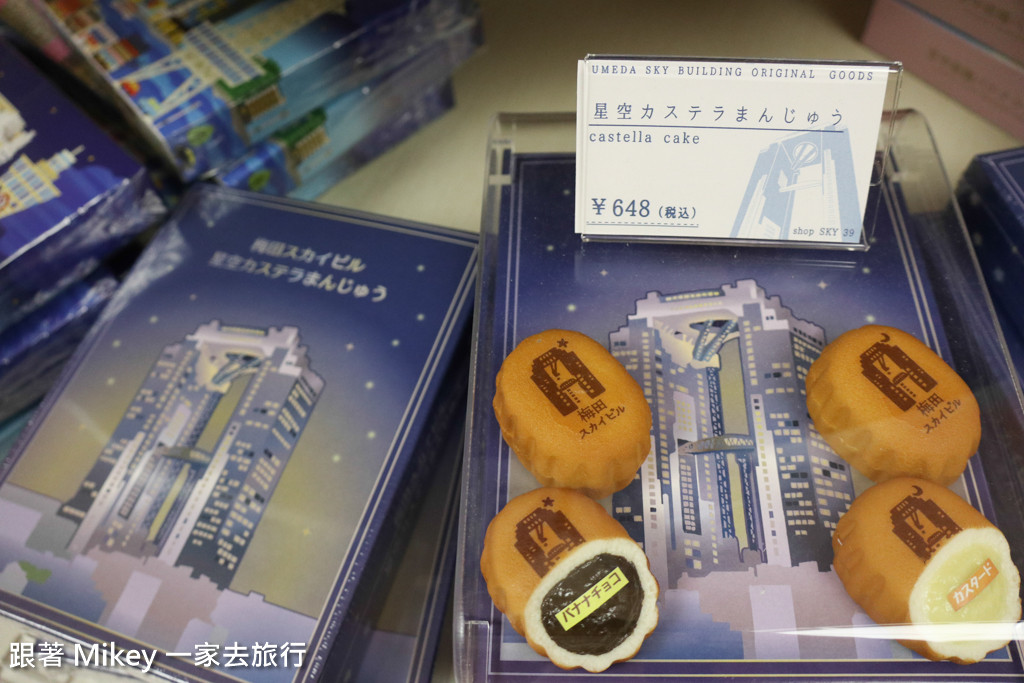 UMEDA SKY BUILDING ORIGINAL GOODS
星空カステラまんじゅう
castella cake
¥648（税込）
shop SKY 39
梅田スカイビル
星空カステラまんじゅう
梅田
スカイビル
梅田
スカイビル
バナナチョコ
カスタード
跟著 Mikey 一家去旅行